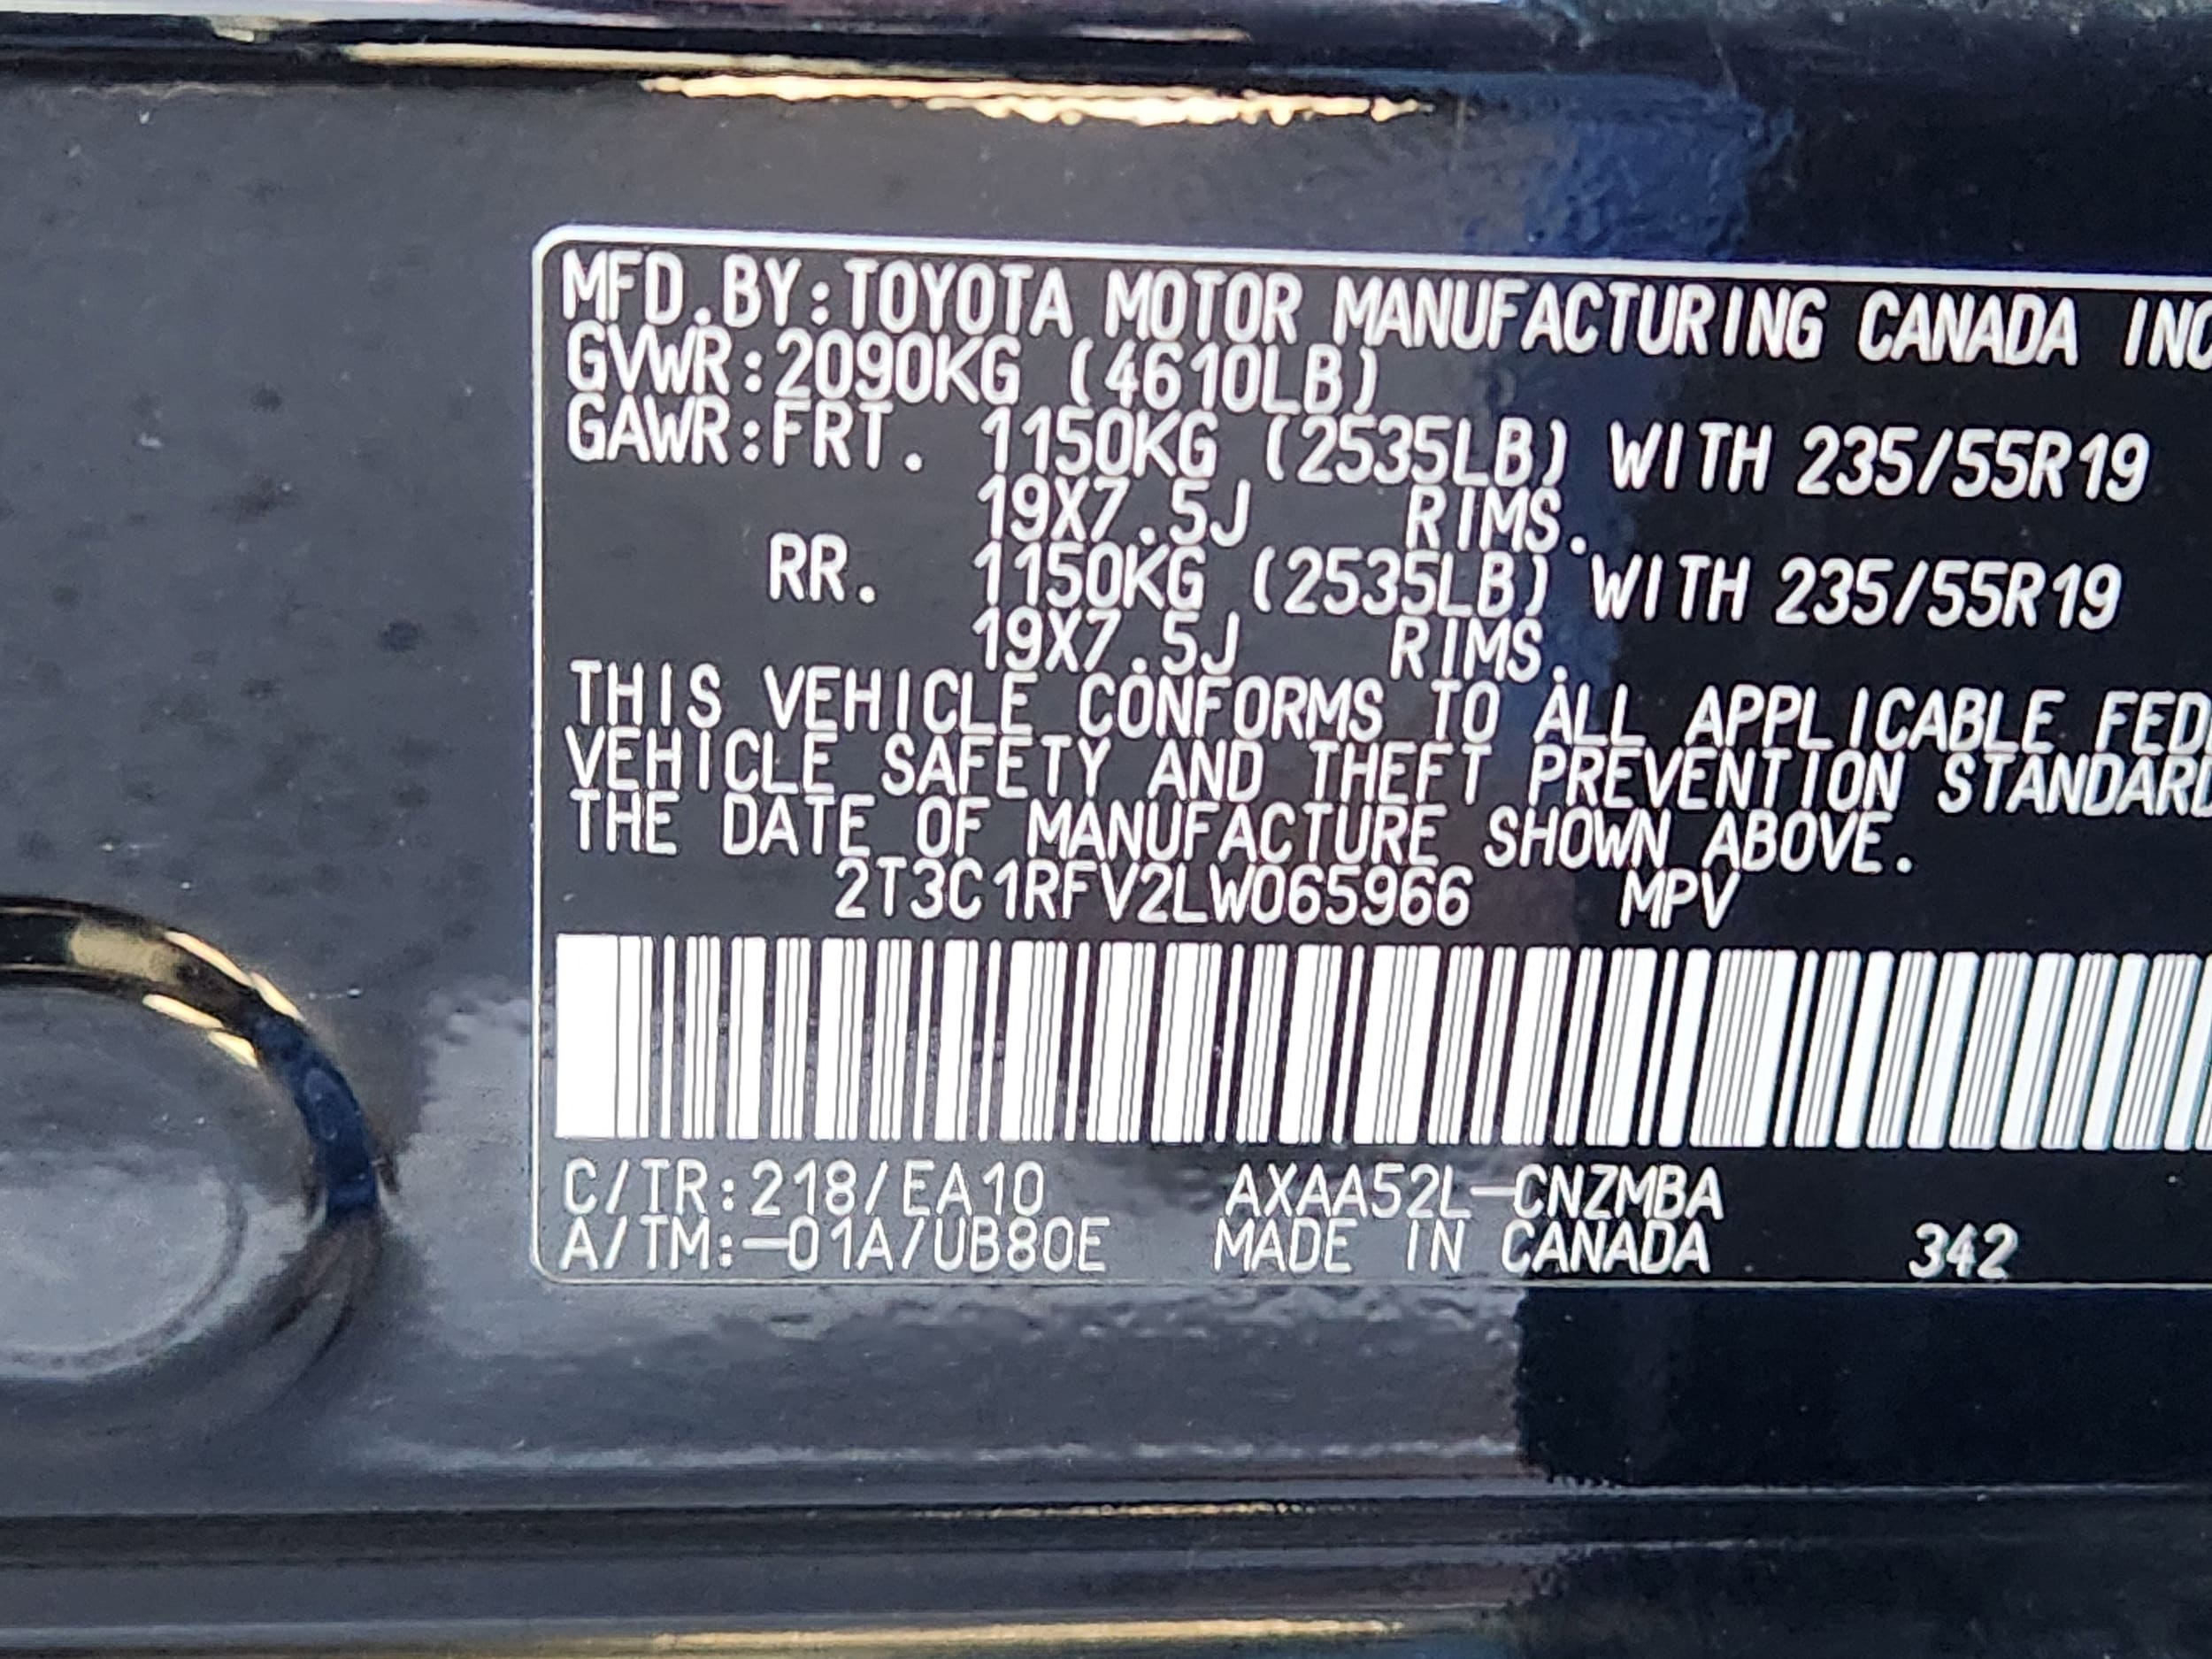 MFD.BY:TOYOTA MOTOR MANUFACTURING CANADA INC
GVWR:2090KG (4610LB)
GAWR:FRT. 1150KG (2535LB) WITH 235/55R19
19X7.5J RIMS.
RR. 1150KG (2535LB) WITH 235/55R19
19X7.5J RIMS.
THIS VEHICLE CONFORMS TO ALL APPLICABLE FED
VEHICLE SAFETY AND THEFT PREVENTION STANDARD
THE DATE OF MANUFACTURE SHOWN ABOVE.
2T3C1RFV2LW065966 MPV
C/TR:218/EA10 AXAA52L-CNZMBA
A/TM:-01A/UB80E MADE IN CANADA 342